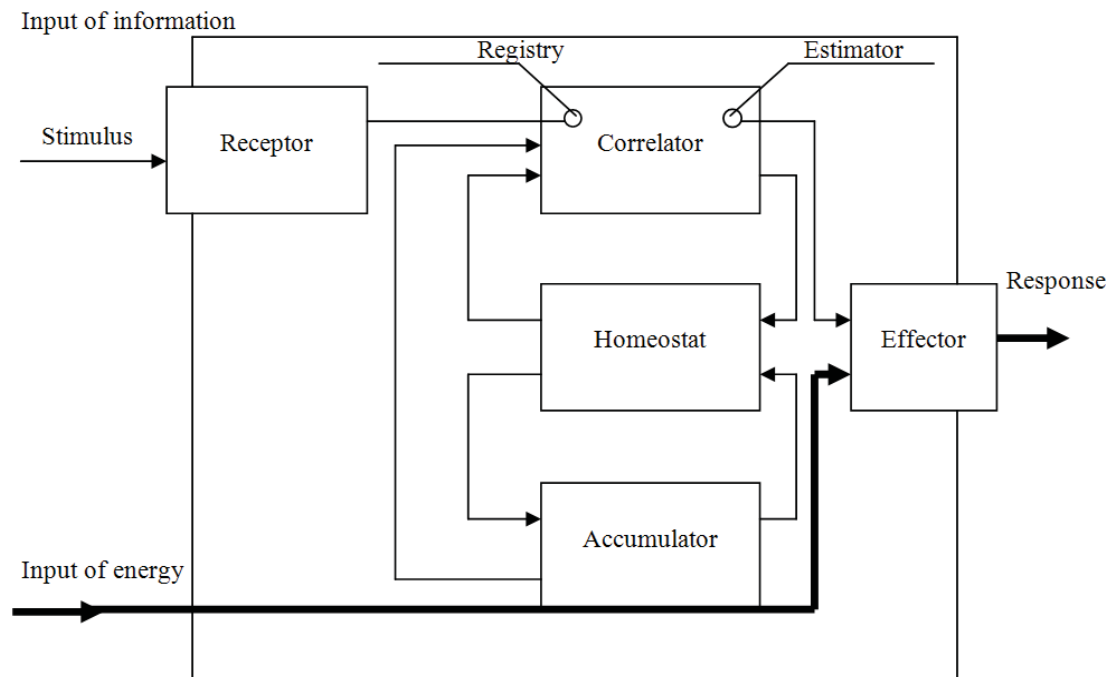 Input of information
Registry
Estimator
Stimulus
Receptor
Correlator
Response
Homeostat
Effector
Accumulator
Input of energy